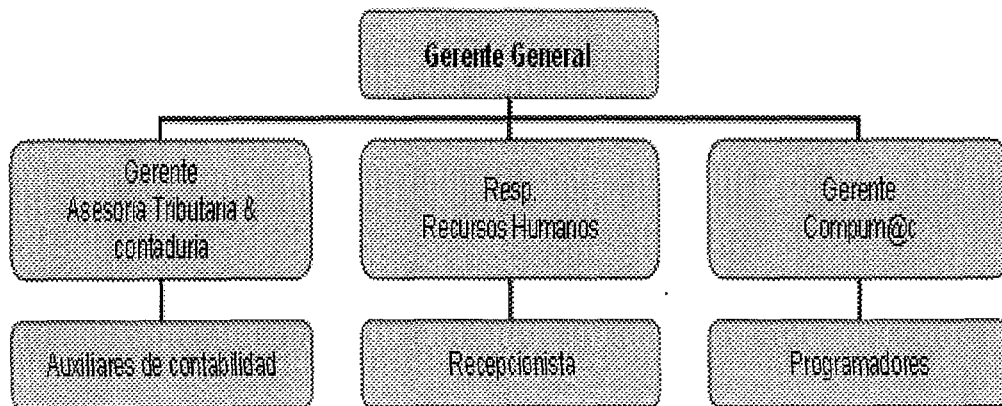 Gerente General
Gerente
Asesoria Tributaria &
contaduria
Resp.
Recursos Humanos
Gerente
Compum@c
Auxiliares de contabilidad
Recepcionista
Programadores